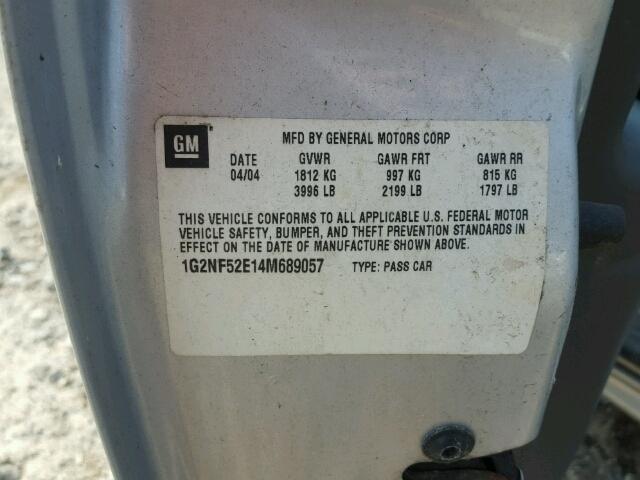 GM
MFD BY GENERAL MOTORS CORP
DATE GVWR GAWR FRT GAWR RR
04/04 1812 KG 997 KG 815 KG
3996 LB 2199 LB 1797 LB
THIS VEHICLE CONFORMS TO ALL APPLICABLE U.S. FEDERAL MOTOR
VEHICLE SAFETY, BUMPER, AND THEFT PREVENTION STANDARDS IN
EFFECT ON THE DATE OF MANUFACTURE SHOWN ABOVE.
1G2NF52E14M689057 TYPE: PASS CAR